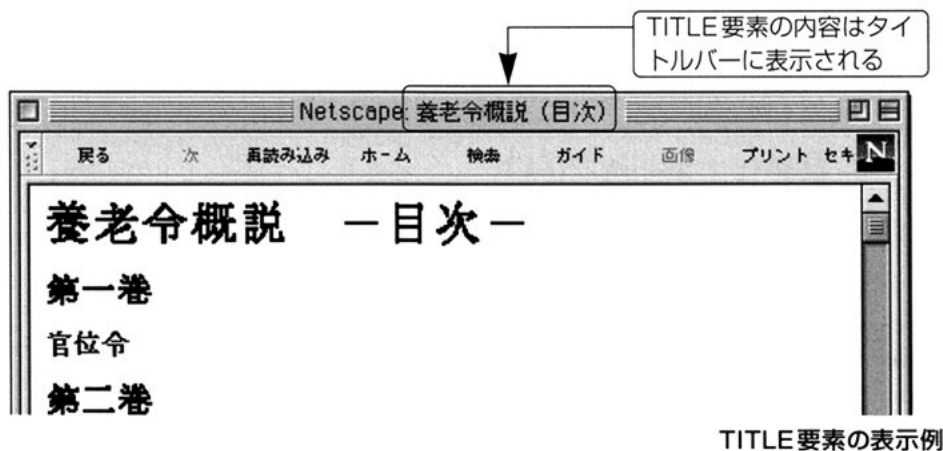 TITLE要素の内容はタイ
トルバーに表示される
Netscape: 養老令概説（目次）
戻る 次 再読み込み ホーム 検索 ガイド 画像 プリント セキ N
養老令概説　－目次－
第一巻
官位令
第二巻
TITLE要素の表示例